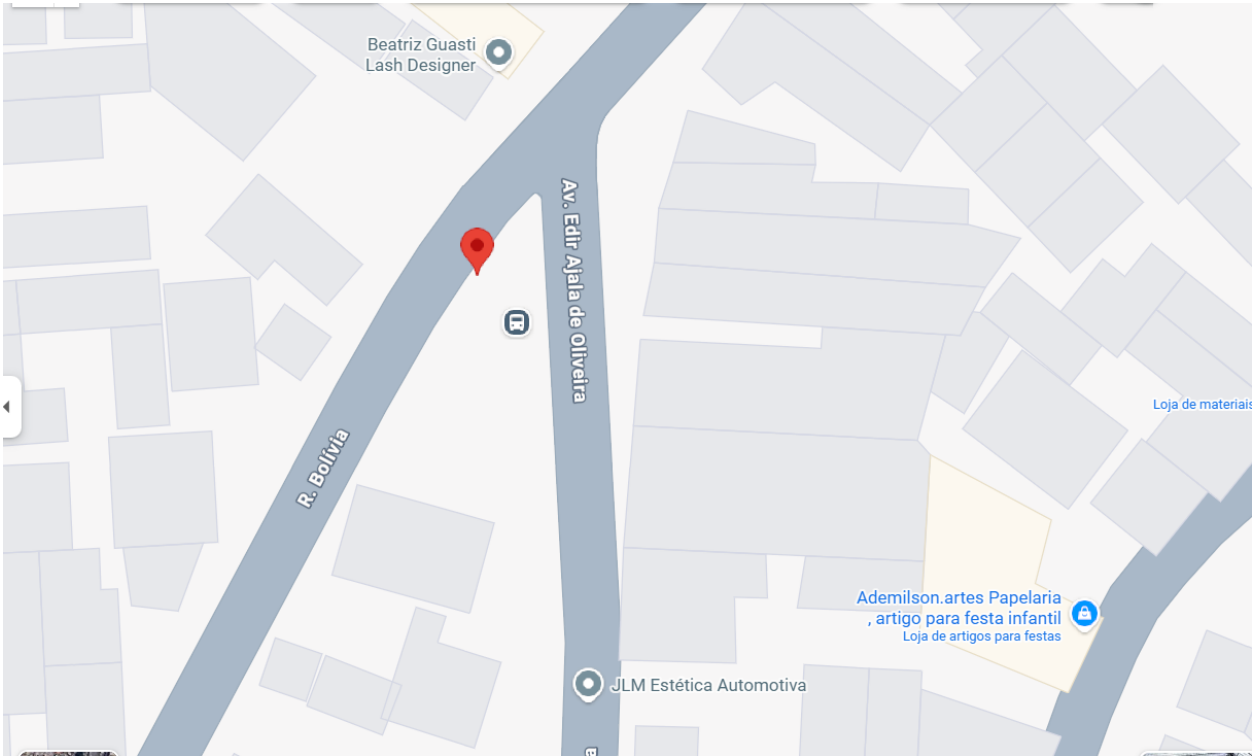 Beatriz Guasti
Lash Designer
Av. Edir Ajala de Oliveira
R. Bolívia
Loja de materiais
Ademilson.artes Papelaria
, artigo para festa infantil
Loja de artigos para festas
JLM Estética Automotiva